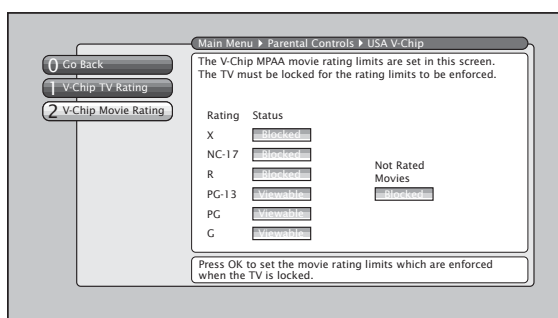 Main Menu ▶ Parental Controls ▶ USA V-Chip
0 Go Back
1 V-Chip TV Rating
2 V-Chip Movie Rating
The V-Chip MPAA movie rating limits are set in this screen.
The TV must be locked for the rating limits to be enforced.
Rating Status
X Blocked
NC-17 Blocked
R Blocked
PG-13 Viewable
PG Viewable
G Viewable
Not Rated
Movies
Blocked
Press OK to set the movie rating limits which are enforced
when the TV is locked.